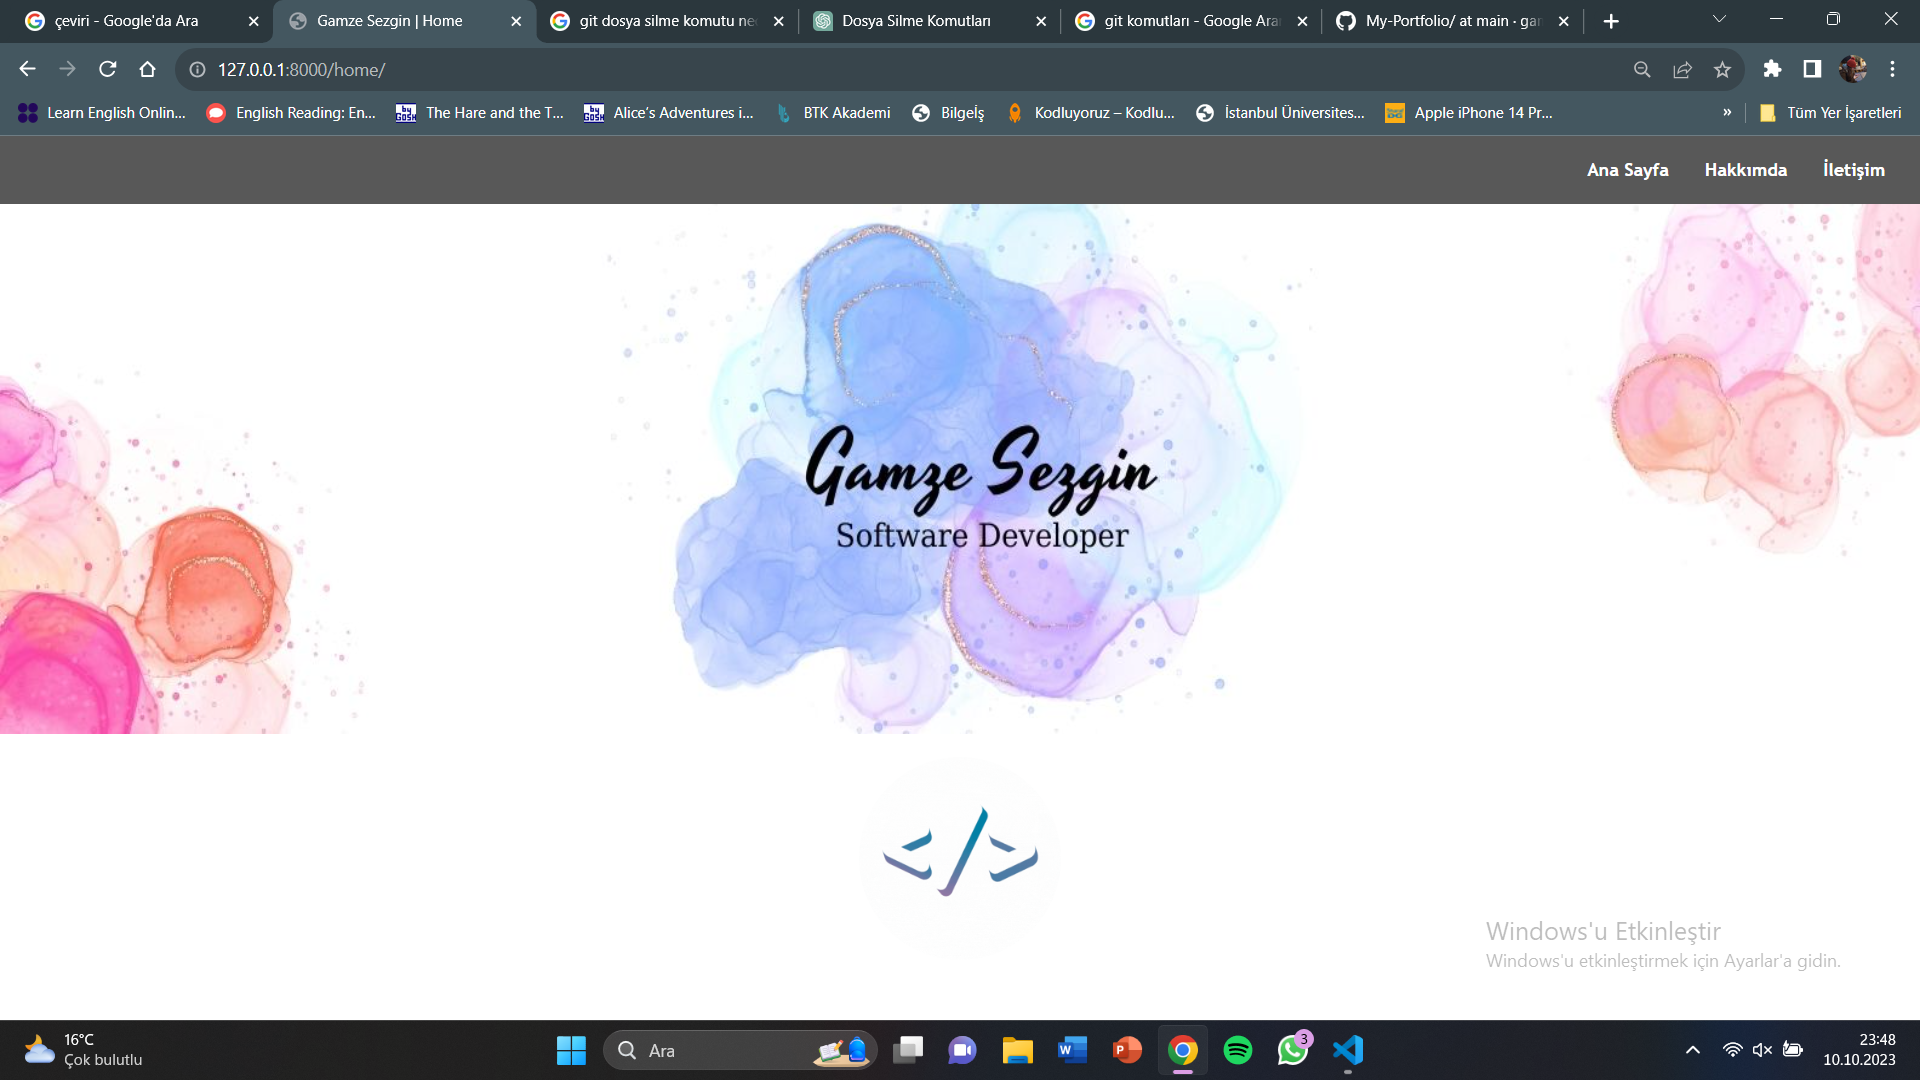 çeviri - Google'da Ara
Gamze Sezgin | Home
git dosya silme komutu ne
Dosya Silme Komutları
git komutları - Google Ara
My-Portfolio/ at main · ga
127.0.0.1:8000/home/
Learn English Onlin...
English Reading: En...
The Hare and the T...
Alice's Adventures i...
BTK Akademi
Bilgeİş
Kodluyoruz – Kodlu...
İstanbul Üniversites...
Apple iPhone 14 Pr...
»
Tüm Yer İşaretleri
Ana Sayfa
Hakkımda
İletişim
Gamze Sezgin
Software Developer
</>
Windows'u Etkinleştir
Windows'u etkinleştirmek için Ayarlar'a gidin.
16°C
Çok bulutlu
Ara
3
23:48
10.10.2023